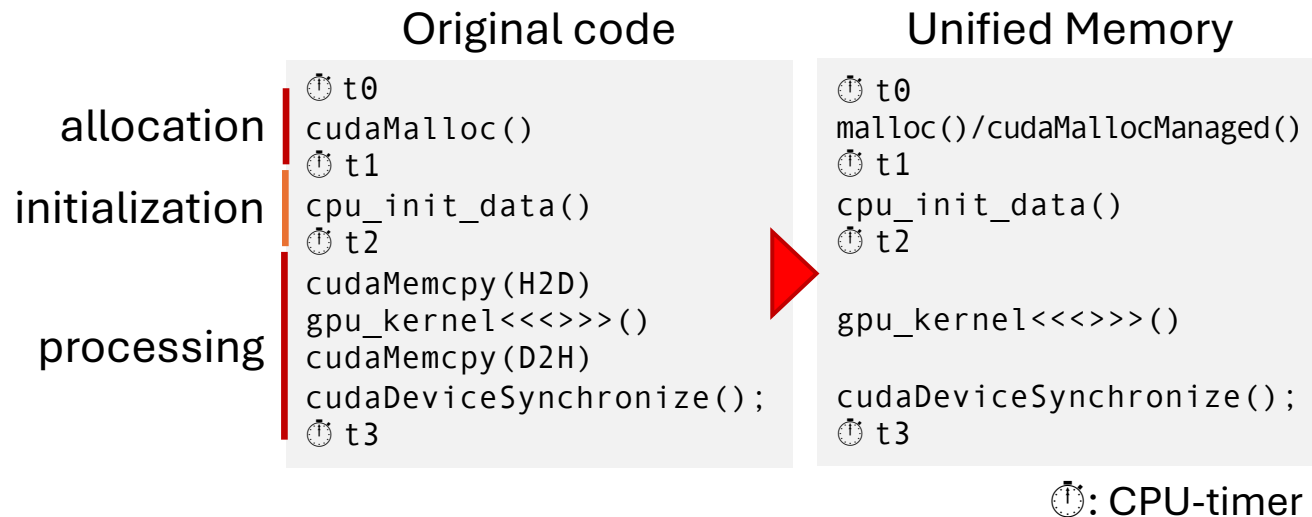 Original code
Unified Memory
allocation
initialization
processing
⏱ t0
cudaMalloc()
⏱ t1
cpu_init_data()
⏱ t2
cudaMemcpy(H2D)
gpu_kernel<<<>>>()
cudaMemcpy(D2H)
cudaDeviceSynchronize();
⏱ t3
⏱ t0
malloc()/cudaMallocManaged()
⏱ t1
cpu_init_data()
⏱ t2
gpu_kernel<<<>>>()
cudaDeviceSynchronize();
⏱ t3
⏱: CPU-timer